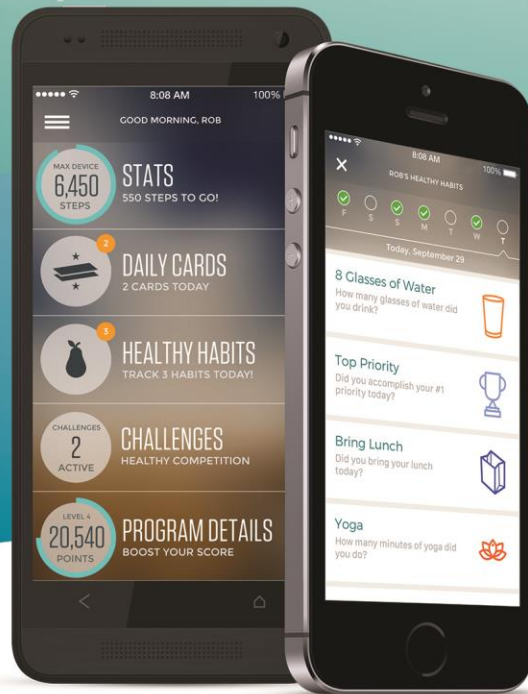 8:08 AM
100%
GOOD MORNING, ROB
MAX DEVICE
6,450
STEPS
STATS
550 STEPS TO GO!
2
DAILY CARDS
2 CARDS TODAY
3
HEALTHY HABITS
TRACK 3 HABITS TODAY!
CHALLENGES
2
ACTIVE
CHALLENGES
HEALTHY COMPETITION
LEVEL 4
20,540
POINTS
PROGRAM DETAILS
BOOST YOUR SCORE
8:08 AM
100%
X
ROB'S HEALTHY HABITS
F S S M T W T
Today, September 29
8 Glasses of Water
How many glasses of water did
you drink?
Top Priority
Did you accomplish your #1
priority today?
Bring Lunch
Did you bring your lunch
today?
Yoga
How many minutes of yoga did
you do?